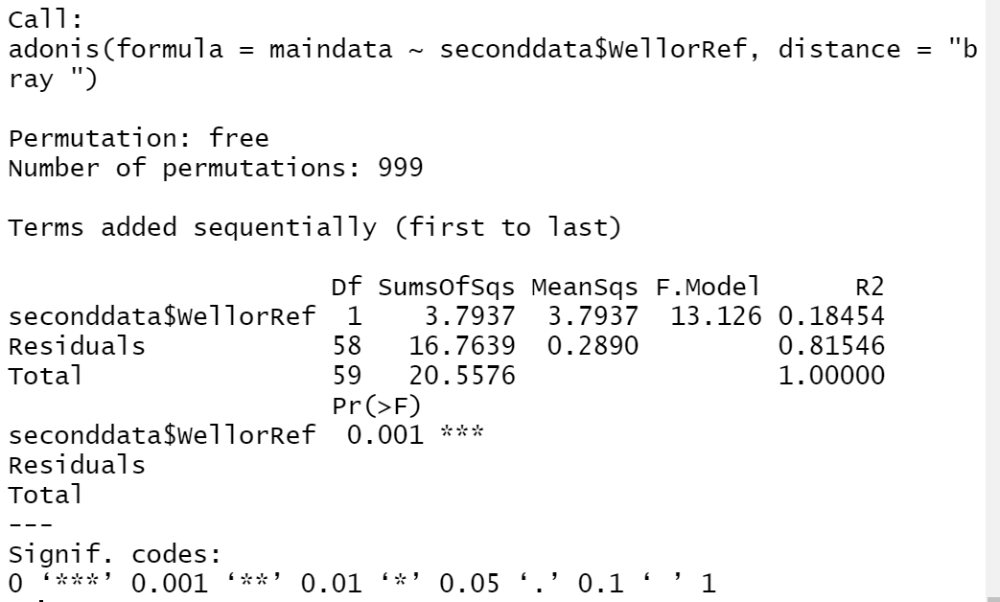 Call:
adonis(formula = maindata ~ seconddata$WellorRef, distance = "b
ray ")
Permutation: free
Number of permutations: 999
Terms added sequentially (first to last)
Df SumsOfSqs MeanSqs F.Model R2
seconddata$WellorRef 1 3.7937 3.7937 13.126 0.18454
Residuals 58 16.7639 0.2890 0.81546
Total 59 20.5576 1.00000
Pr(>F)
seconddata$WellorRef 0.001 ***
Residuals
Total
---
Signif. codes:
0 ‘***’ 0.001 ‘**’ 0.01 ‘*’ 0.05 ‘.’ 0.1 ‘ ’ 1